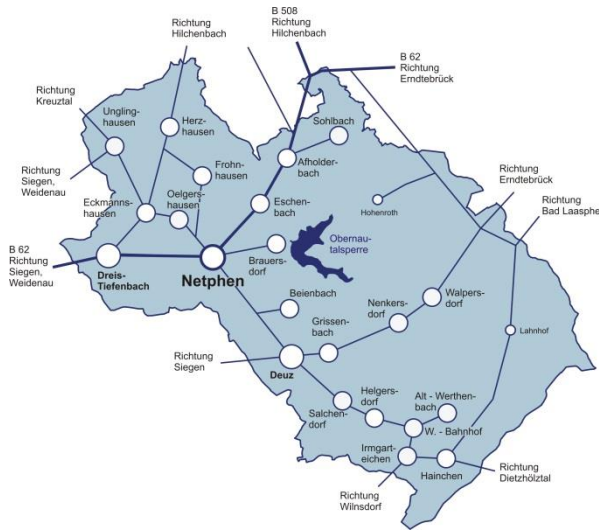 B 508
Richtung
Hilchenbach
Richtung
Hilchenbach
B 62
Richtung
Erndtebrück
Richtung
Kreuztal
Ungling-
hausen
Herz-
hausen
Sohlbach
Frohn-
hausen
Afholder-
bach
Richtung
Siegen,
Weidenau
Eckmanns-
hausen
Oelgers-
hausen
Eschen-
bach
Hohenroth
Richtung
Erndtebrück
Richtung
Bad Laasphe
Obernau-
talsperre
B 62
Richtung
Siegen,
Weidenau
Dreis-
Tiefenbach
Netphen
Brauers-
dorf
Beienbach
Grissen-
bach
Nenkers-
dorf
Walpers-
dorf
Lahnhof
Richtung
Siegen
Deuz
Salchen-
dorf
Helgers-
dorf
Alt - Werthen-
bach
W. - Bahnhof
Irmgart-
eichen
Hainchen
Richtung
Wilnsdorf
Richtung
Dietzhölztal